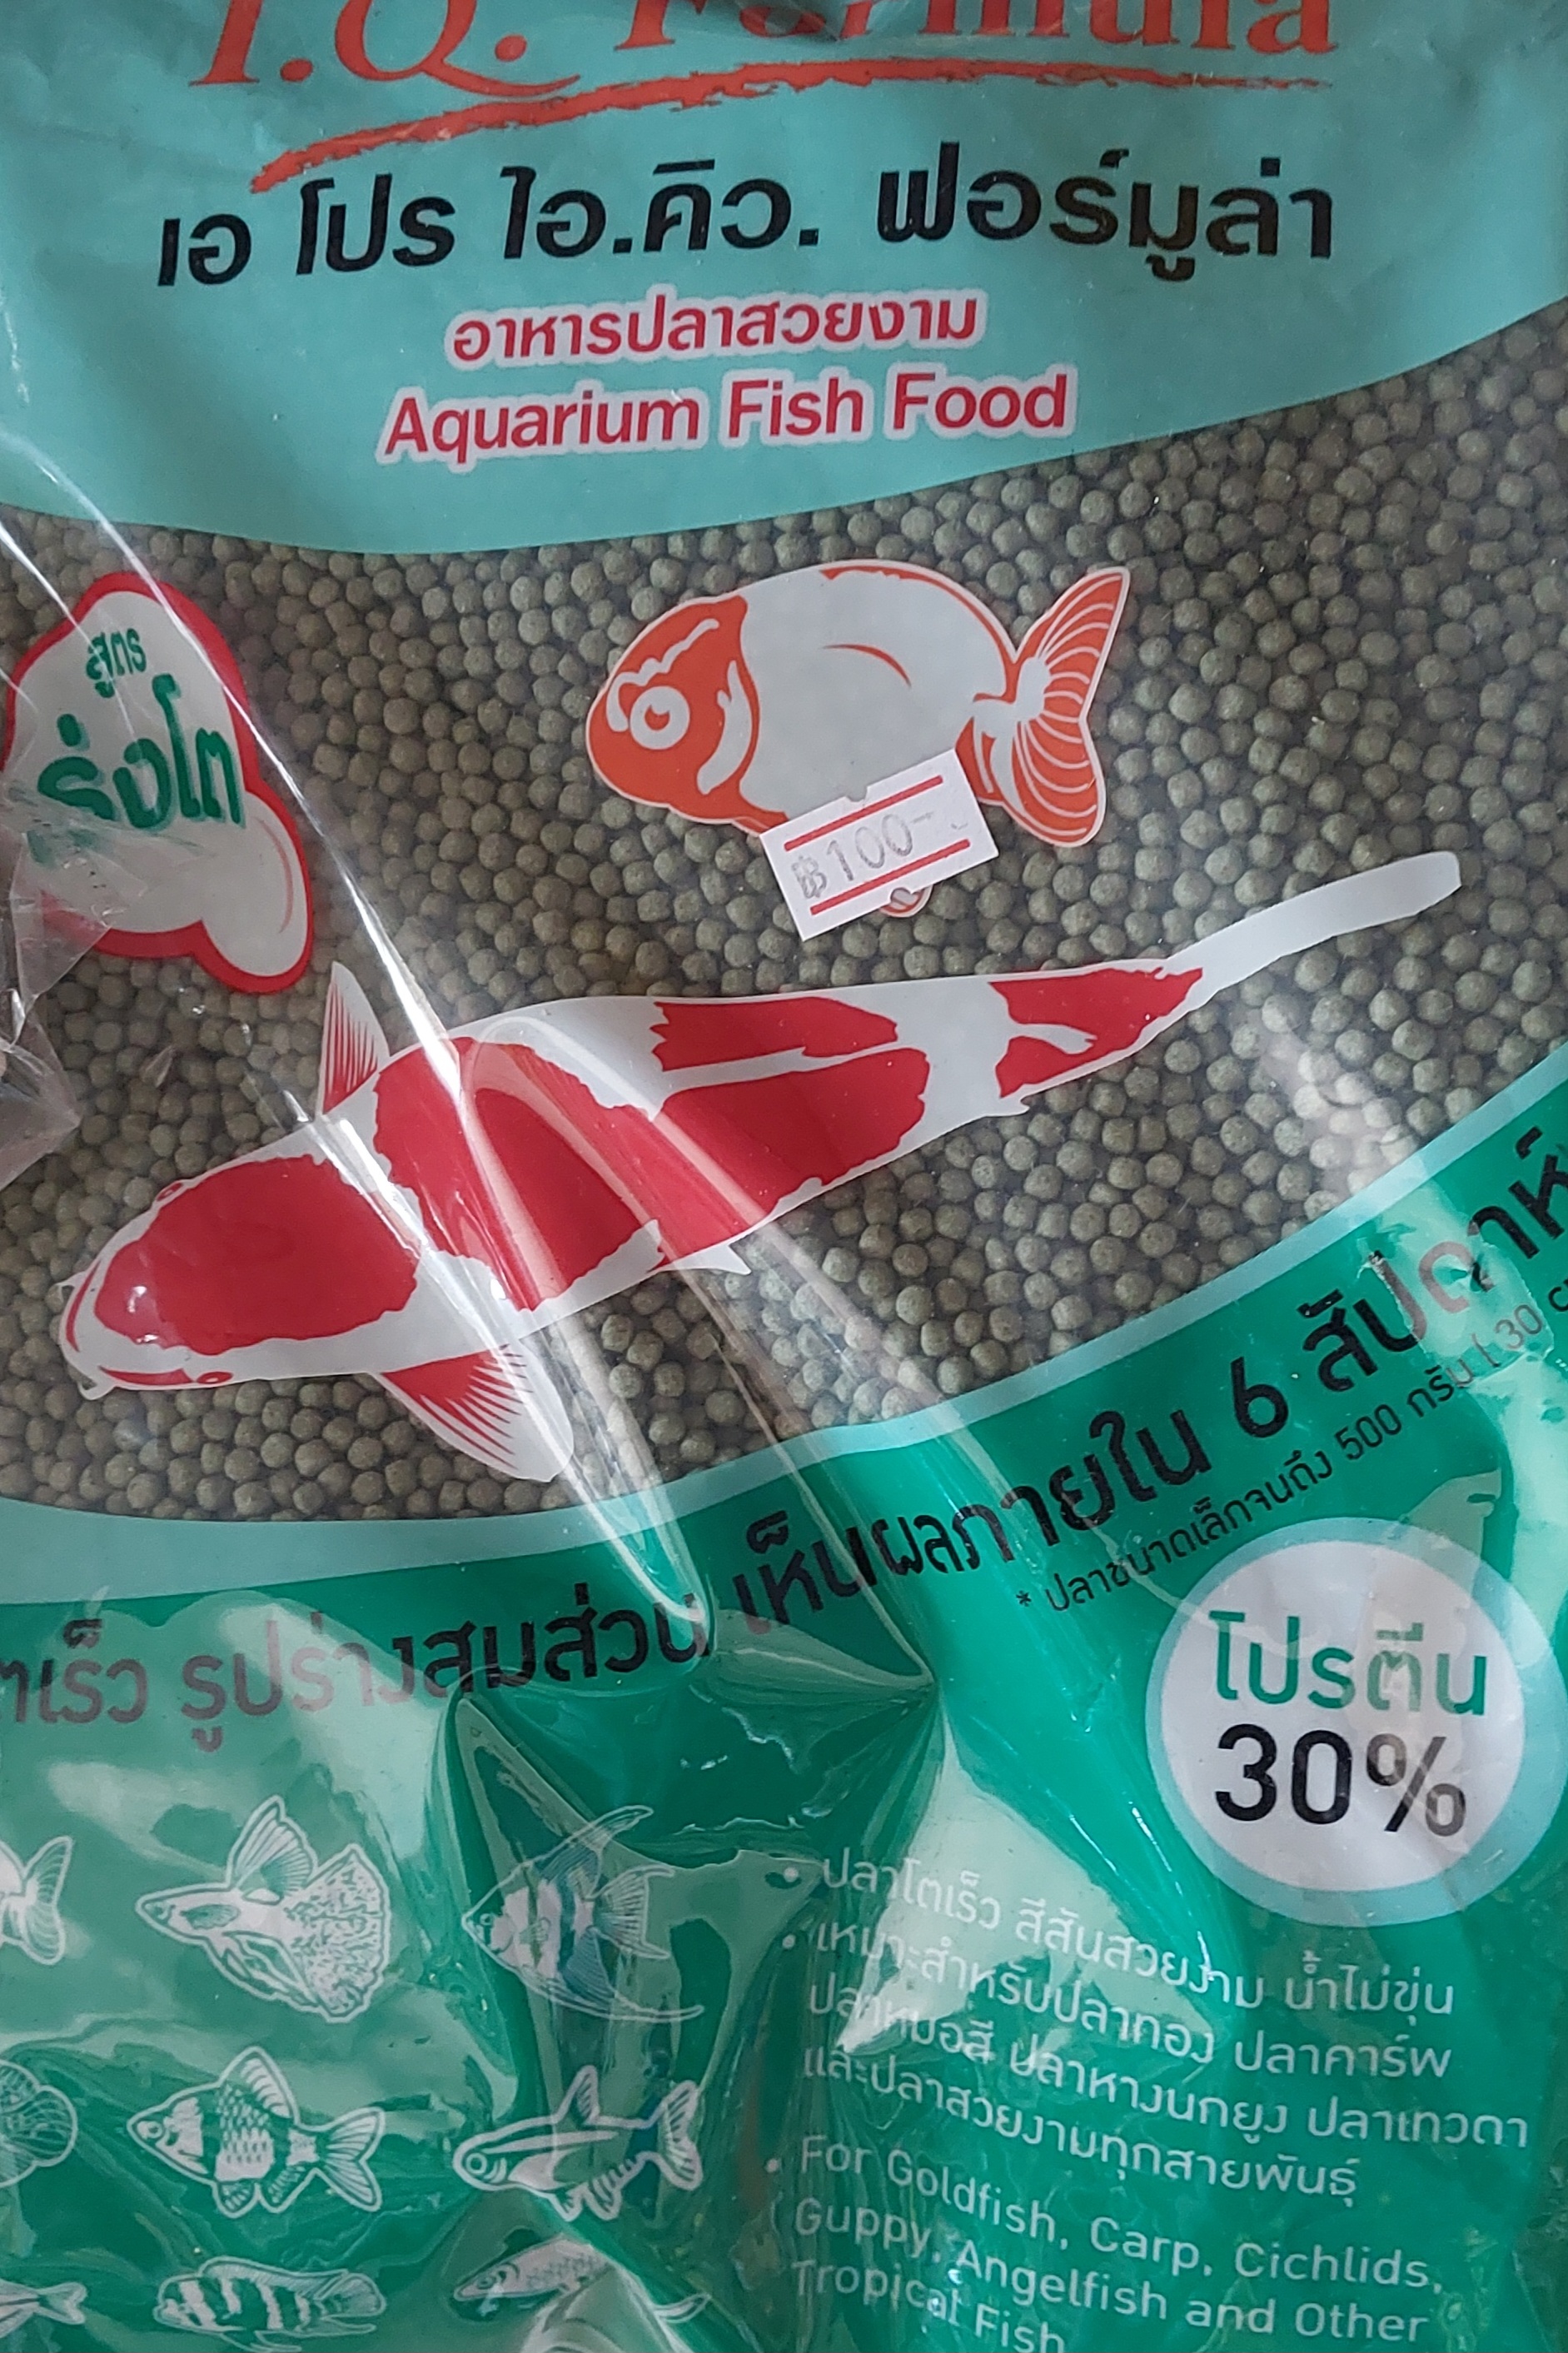 I.Q. Formula
เอ โปร ไอ.คิว. ฟอร์มูล่า
อาหารปลาสวยงาม
Aquarium Fish Food
สูตร
เร่งโต
฿100
เห็นผลภายใน 6 สัปดาห์
* ปลาขนาดเล็กจนถึง 500 กรัม ( 30
รูปร่างสมส่วน
โปรตีน
30%
• ปลาโตเร็ว สีสันสวยงาม น้ำไม่ขุ่น
• เหมาะสำหรับปลาทอง ปลาคาร์พ
ปลาหมอสี ปลาหางนกยูง ปลาเทวดา
และปลาสวยงามทุกสายพันธุ์
• For Goldfish, Carp, Cichlids,
Guppy, Angelfish and Other
Tropical Fish